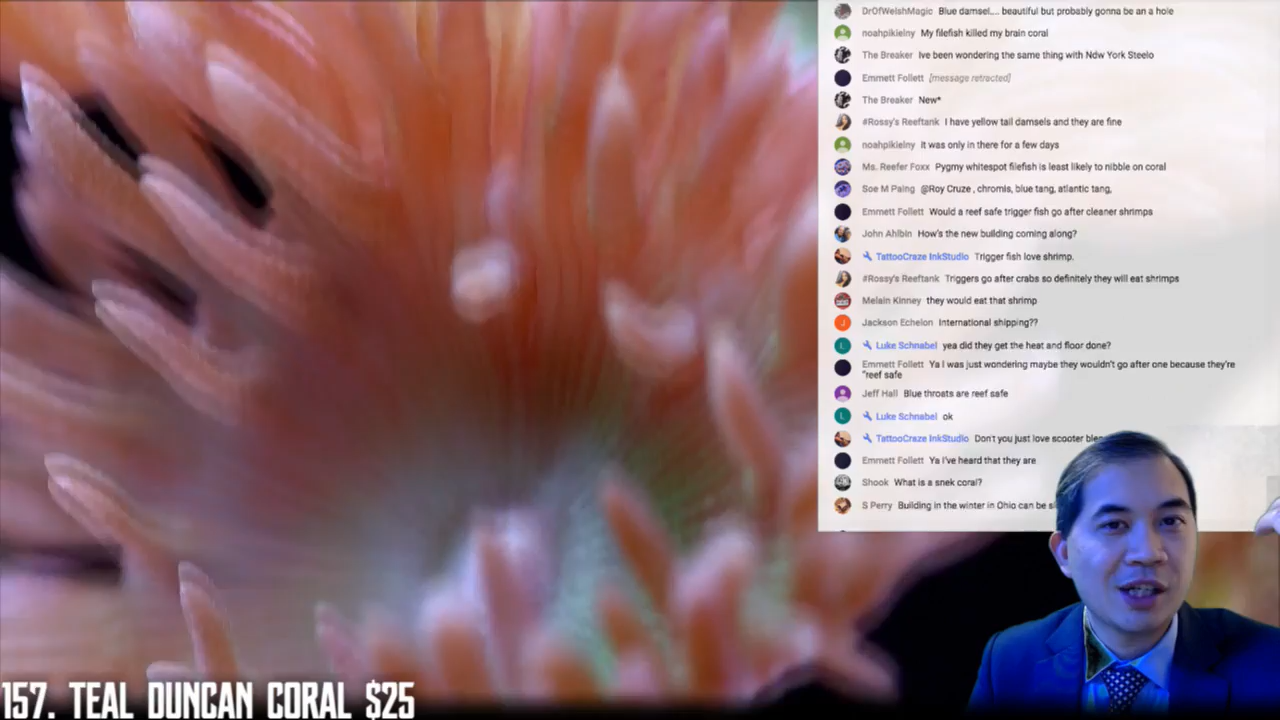 DrOfWelshMagic Blue damsel.... beautiful but probably gonna be an a hole
noahpikielny My filefish killed my brain coral
The Breaker Ive been wondering the same thing with Ndw York Steelo
Emmett Follett [message retracted]
The Breaker New*
#Rossy's Reeftank I have yellow tail damsels and they are fine
noahpikielny it was only in there for a few days
Ms. Reefer Foxx Pygmy whitespot filefish is least likely to nibble on coral
Soe M Paing @Roy Cruze , chromis, blue tang, atlantic tang,
Emmett Follett Would a reef safe trigger fish go after cleaner shrimps
John Ahlbin How's the new building coming along?
TattooCraze InkStudio Trigger fish love shrimp.
#Rossy's Reeftank Triggers go after crabs so definitely they will eat shrimps
Melain Kinney they would eat that shrimp
J Jackson Echelon International shipping??
L Luke Schnabel yea did they get the heat and floor done?
Emmett Follett Ya I was just wondering maybe they wouldn't go after one because they're
"reef safe
Jeff Hall Blue throats are reef safe
L Luke Schnabel ok
TattooCraze InkStudio Don't you just love scooter
Emmett Follett Ya I've heard that they are
Shook What is a snek coral?
S Perry Building in the winter in Ohio can be
157. TEAL DUNCAN CORAL $25